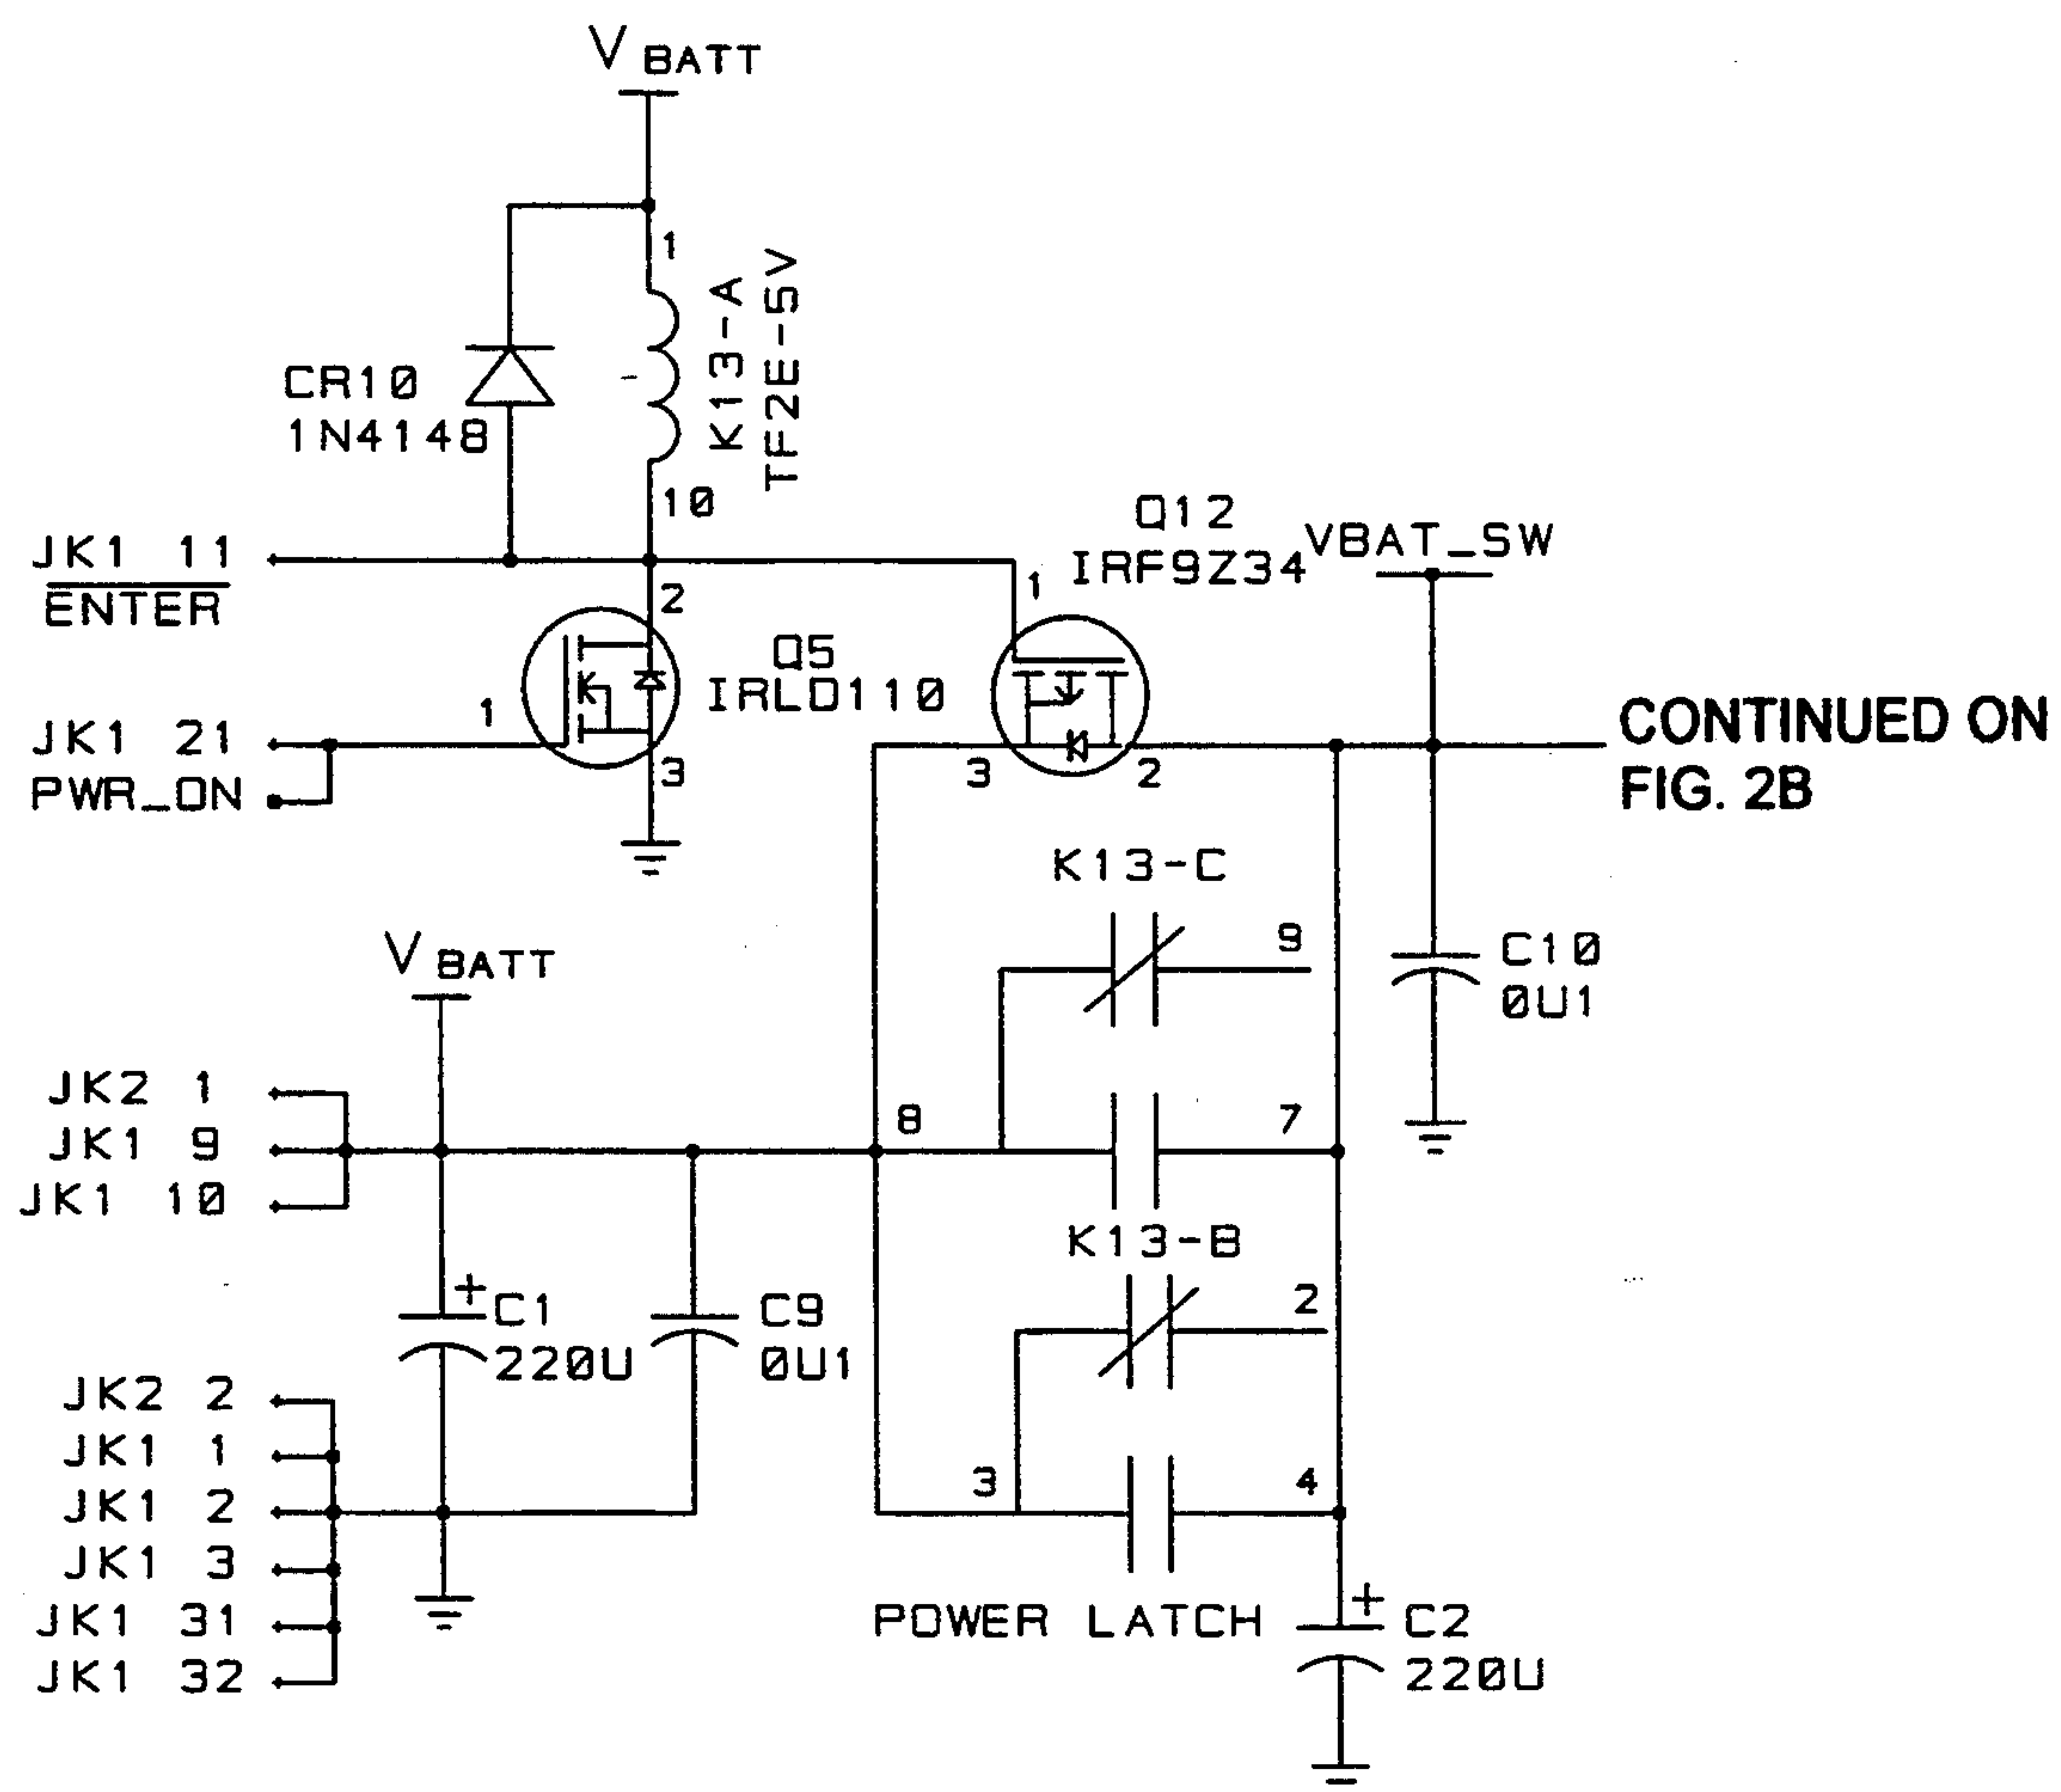 V BATT
1
K13-A
TF2E-5V
CR10
1N4148
10
JK1 11
ENTER
2
Q12
IRF9Z34
1
VBAT_SW
Q5
IRLD110
1
JK1 21
PWR_ON
3
3
2
CONTINUED ON
FIG. 2B
K13-C
9
C10
0U1
V BATT
JK2 1
JK1 9
JK1 10
8
7
K13-B
2
+
C1
220U
C9
0U1
JK2 2
JK1 1
JK1 2
JK1 3
JK1 31
JK1 32
3
4
POWER LATCH
+
C2
220U